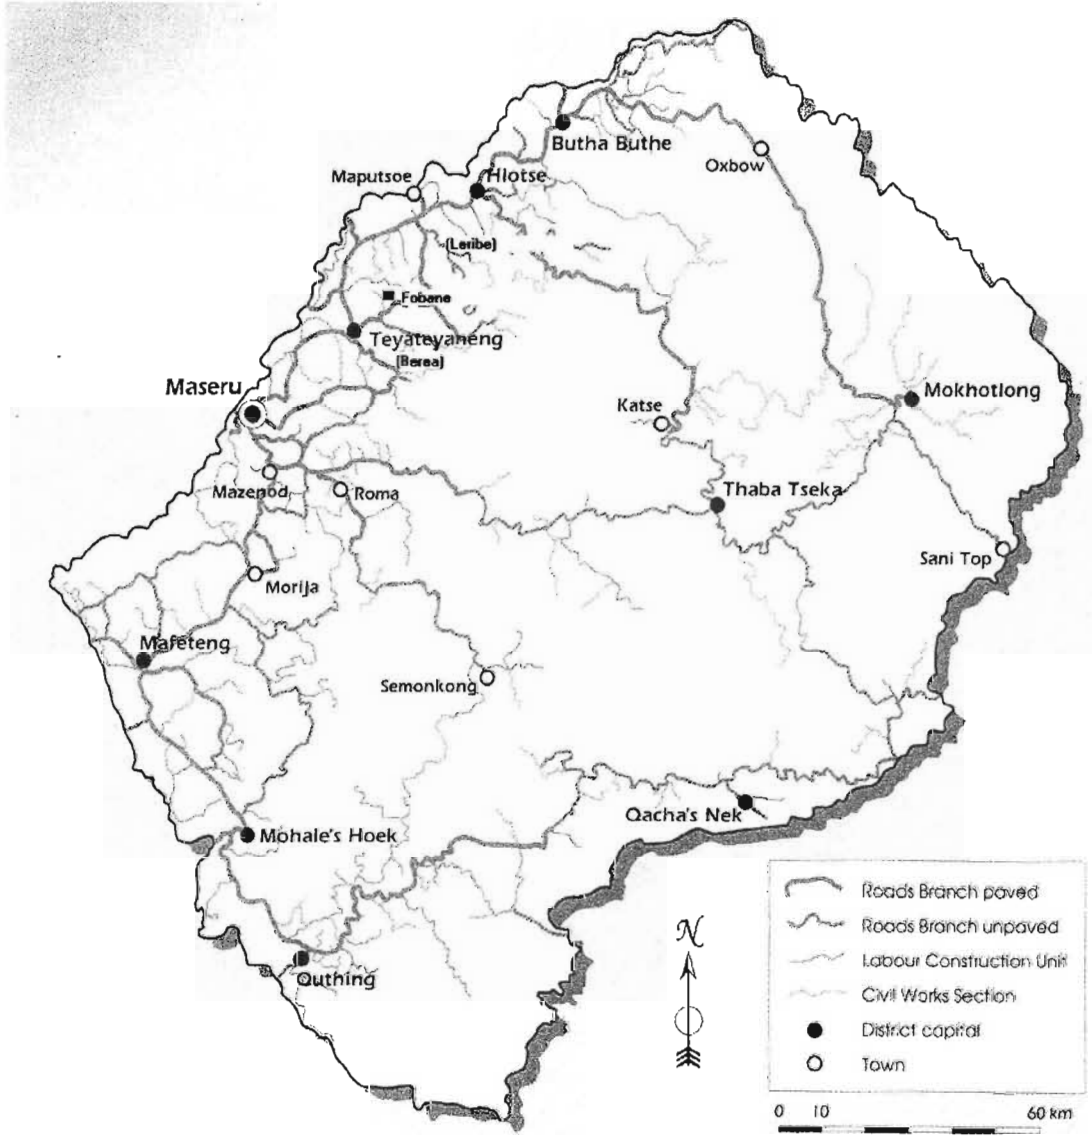 Butha Buthe
Oxbow
Maputsoe
Hlotse
(Leribe)
Fobane
Teyateyaneng
(Berea)
Maseru
Mokhotlong
Katse
Thaba Tseka
Mazenod
Roma
Sani Top
Morija
Mafeteng
Semonkong
Qacha's Nek
Mohale's Hoek
Quthing
N
Roads Branch paved
Roads Branch unpaved
Labour Construction Unit
Civil Works Section
District capital
Town
0 10 60 km